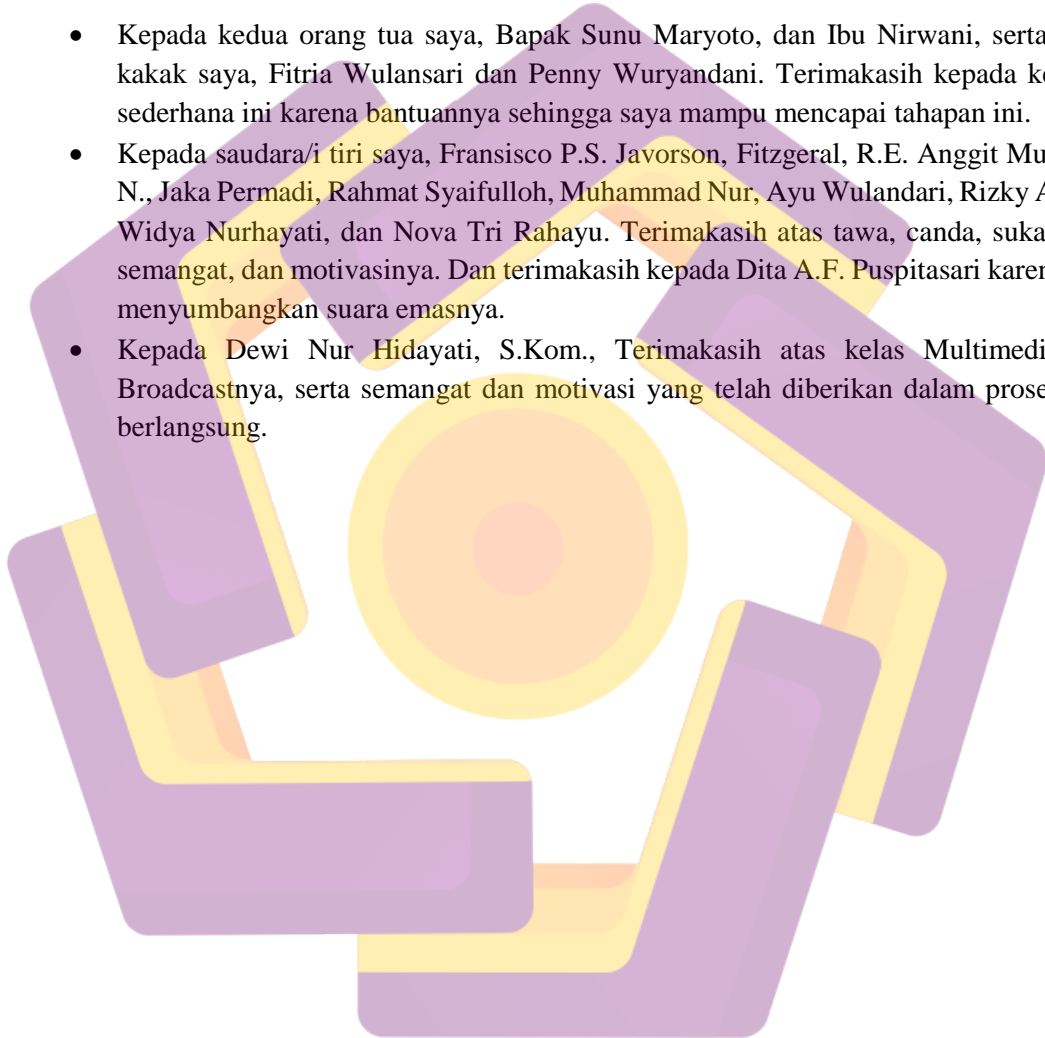 • Kepada kedua orang tua saya, Bapak Sunu Maryoto, dan Ibu Nirwani, serta
kakak saya, Fitria Wulansari dan Penny Wuryandani. Terimakasih kepada
sederhana ini karena bantuannya sehingga saya mampu mencapai tahapan ini.
• Kepada saudara/i tiri saya, Fransisco P.S. Javorson, Fitzgeral, R.E. Anggit
N., Jaka Permadi, Rahmat Syaifulloh, Muhammad Nur, Ayu Wulandari, Rizky
Widya Nurhayati, dan Nova Tri Rahayu. Terimakasih atas tawa, canda, suka
semangat, dan motivasinya. Dan terimakasih kepada Dita A.F. Puspitasari
menyumbangkan suara emasnya.
• Kepada Dewi Nur Hidayati, S.Kom., Terimakasih atas kelas
Broadcastnya, serta semangat dan motivasi yang telah diberikan dalam
berlangsung.